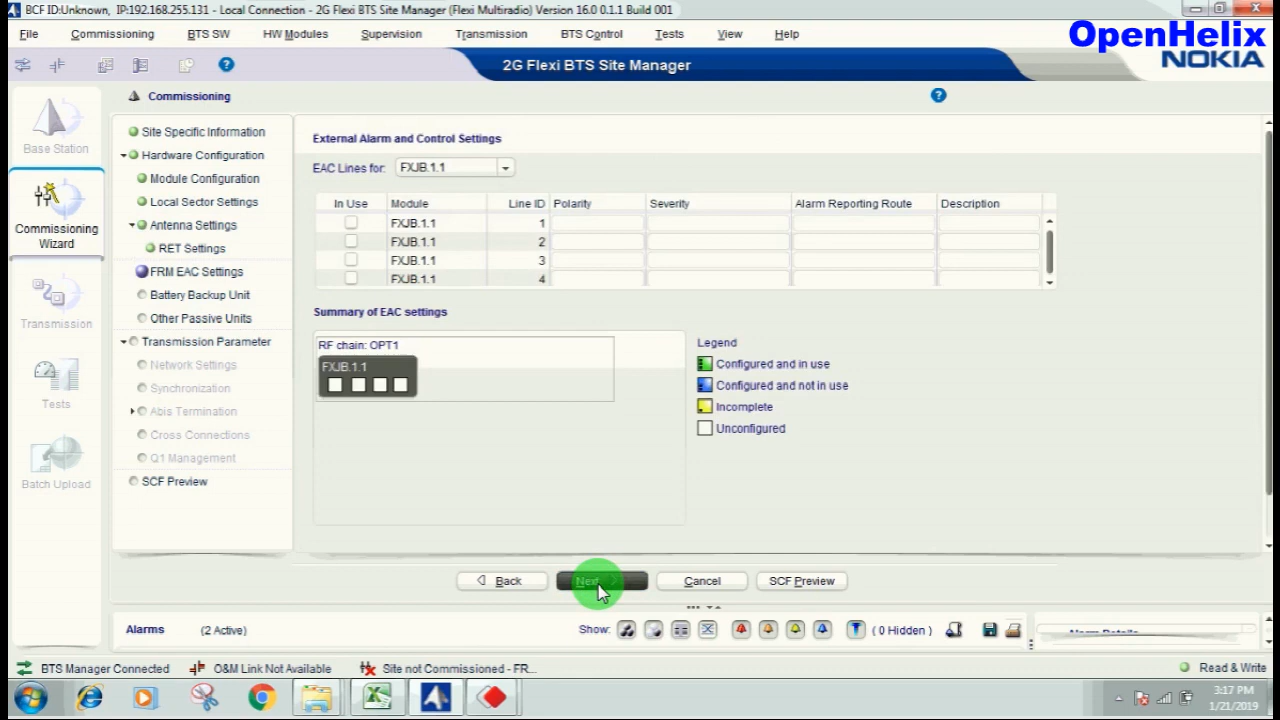 BCF ID:Unknown, IP:192.168.255.131 - Local Connection - 2G Flexi BTS Site Manager (Flexi Multiradio) Version 16.0 0.1.1 Build 001
File Commissioning BTS SW HW Modules Supervision Transmission BTS Control Tests View Help
OpenHelix
NOKIA
2G Flexi BTS Site Manager
Commissioning
Base Station
Commissioning
Wizard
Transmission
Tests
Batch Upload
Site Specific Information
Hardware Configuration
Module Configuration
Local Sector Settings
Antenna Settings
RET Settings
FRM EAC Settings
Battery Backup Unit
Other Passive Units
Transmission Parameter
Network Settings
Synchronization
Abis Termination
Cross Connections
Q1 Management
SCF Preview
External Alarm and Control Settings
EAC Lines for: FXJB.1.1
In Use Module Line ID Polarity Severity Alarm Reporting Route Description
FXJB.1.1 1
FXJB.1.1 2
FXJB.1.1 3
FXJB.1.1 4
Summary of EAC settings
RF chain: OPT1
FXJB.1.1
Legend
Configured and in use
Configured and not in use
Incomplete
Unconfigured
Back Next Cancel SCF Preview
Alarms (2 Active) Show: ( 0 Hidden )
BTS Manager Connected O&M Link Not Available Site not Commissioned - FR... Read & Write
3:17 PM
1/21/2019